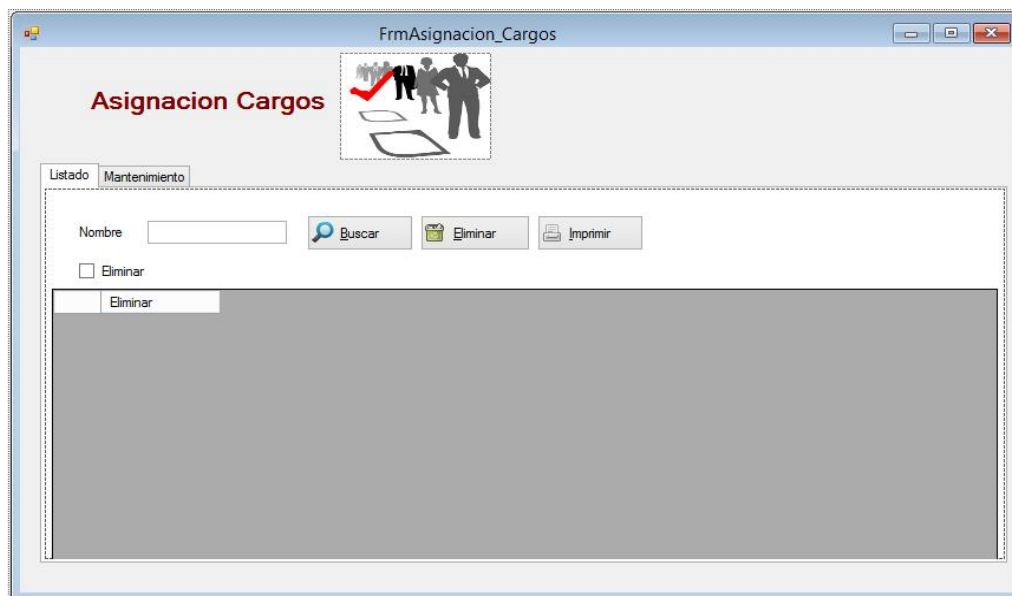 FrmAsignacion_Cargos
Asignacion Cargos
Listado Mantenimiento
Nombre Buscar Eliminar Imprimir
Eliminar
Eliminar